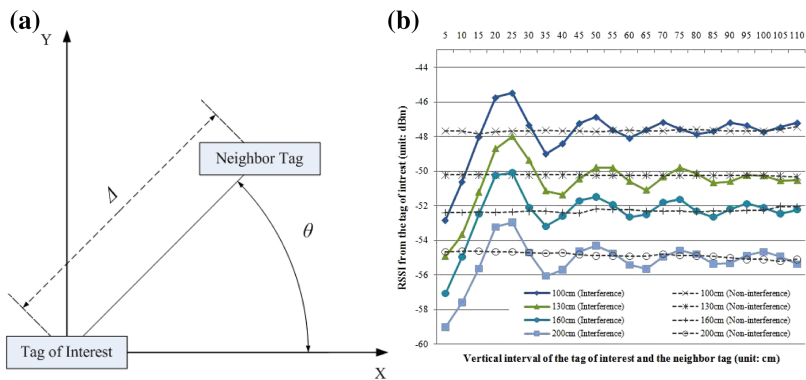 (a)
Y
Neighbor Tag
Δ
θ
Tag of Interest
X
(b)
5 10 15 20 25 30 35 40 45 50 55 60 65 70 75 80 85 90 95 100 105 110
RSSI from the tag of interest (unit: dBm)
-44
-46
-48
-50
-52
-54
-56
-58
-60
100cm (Interference)
130cm (Interference)
160cm (Interference)
200cm (Interference)
100cm (Non-interference)
130cm (Non-interference)
160cm (Non-interference)
200cm (Non-interference)
Vertical interval of the tag of interest and the neighbor tag (unit: cm)